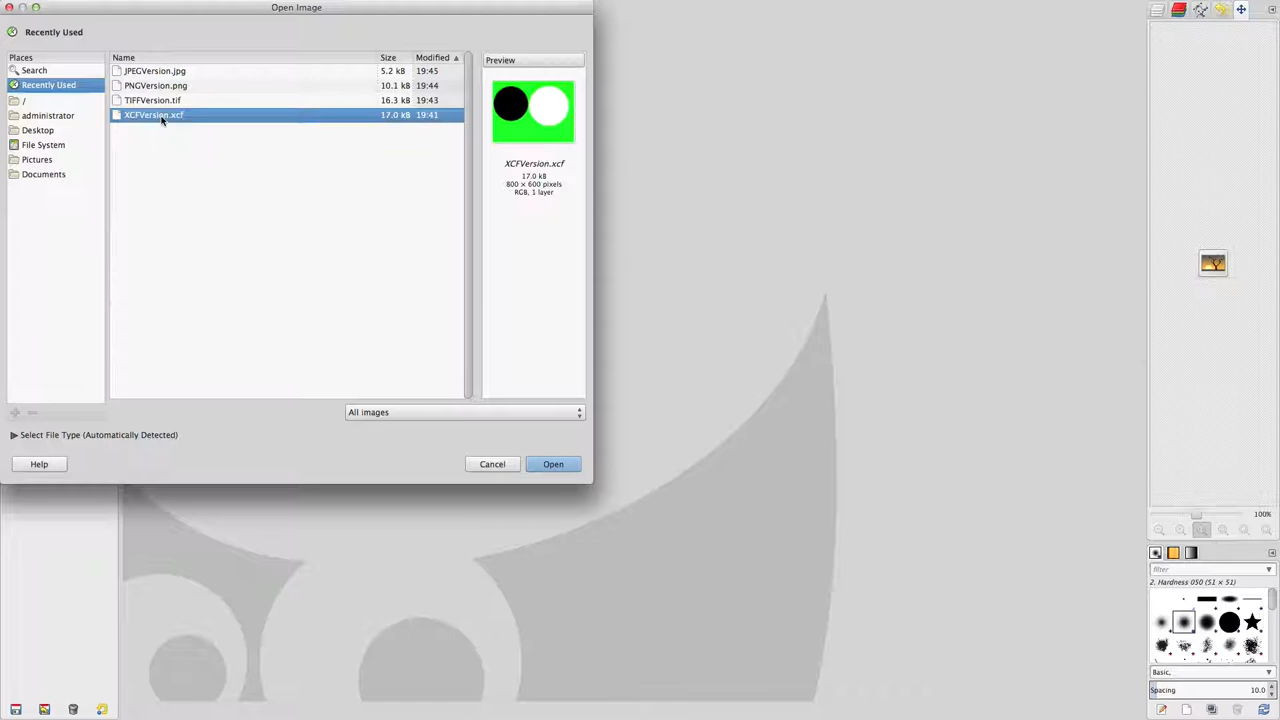 Open Image
Recently Used
Places
Search
Recently Used
/
administrator
Desktop
File System
Pictures
Documents
Name Size Modified
JPEGVersion.jpg 5.2 kB 19:45
PNGVersion.png 10.1 kB 19:44
TIFFVersion.tif 16.3 kB 19:43
XCFVersion.xcf 17.0 kB 19:41
Preview
XCFVersion.xcf
17.0 kB
800 × 600 pixels
RGB, 1 layer
All images
Select File Type (Automatically Detected)
Help
Cancel
Open
100%
filter
2. Hardness 050 (51 × 51)
Basic,
Spacing 10.0